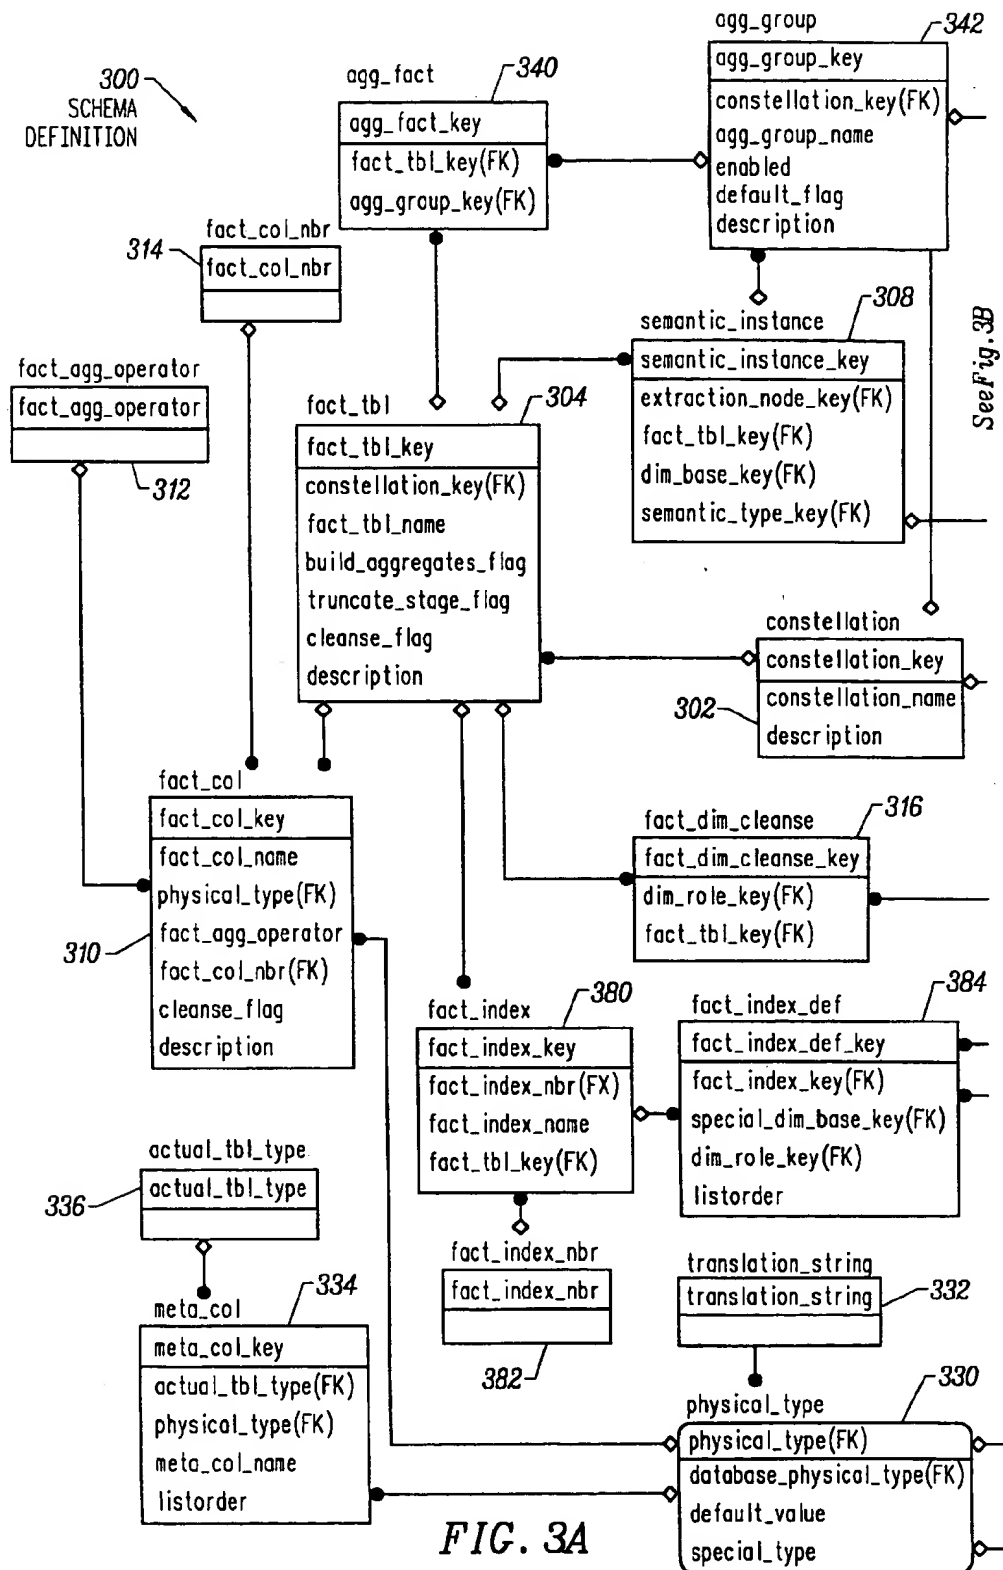 300
SCHEMA
DEFINITION
agg_fact
340
agg_fact_key
fact_tbl_key(FK)
agg_group_key(FK)
agg_group
342
agg_group_key
constellation_key(FK)
agg_group_name
enabled
default_flag
description
fact_col_nbr
314
fact_col_nbr
fact_agg_operator
fact_agg_operator
312
semantic_instance
308
semantic_instance_key
extraction_node_key(FK)
fact_tbl_key(FK)
dim_base_key(FK)
semantic_type_key(FK)
See Fig. 3B
fact_tbl
304
fact_tbl_key
constellation_key(FK)
fact_tbl_name
build_aggregates_flag
truncate_stage_flag
cleanse_flag
description
constellation
constellation_key
constellation_name
description
302
fact_col
fact_col_key
fact_col_name
physical_type(FK)
fact_agg_operator
fact_col_nbr(FK)
cleanse_flag
description
310
fact_dim_cleanse
316
fact_dim_cleanse_key
dim_role_key(FK)
fact_tbl_key(FK)
fact_index
380
fact_index_key
fact_index_nbr(FX)
fact_index_name
fact_tbl_key(FK)
fact_index_def
384
fact_index_def_key
fact_index_key(FK)
special_dim_base_key(FK)
dim_role_key(FK)
listorder
actual_tbl_type
actual_tbl_type
336
fact_index_nbr
fact_index_nbr
382
translation_string
translation_string
332
meta_col
334
meta_col_key
actual_tbl_type(FK)
physical_type(FK)
meta_col_name
listorder
physical_type
330
physical_type(FK)
database_physical_type(FK)
default_value
special_type
FIG. 3A